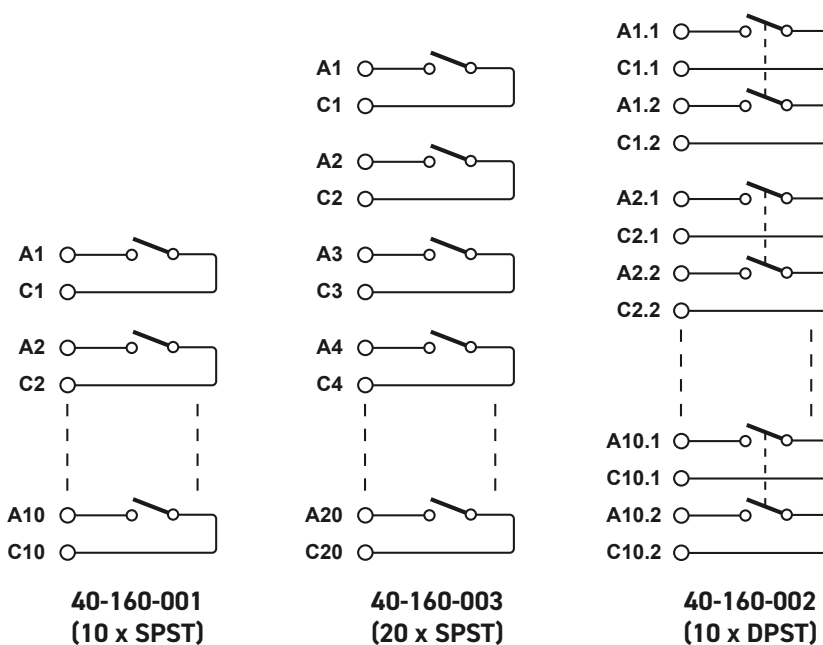 A1
C1
A2
C2
A10
C10
40-160-001
(10 x SPST)
A1
C1
A2
C2
A3
C3
A4
C4
A20
C20
40-160-003
(20 x SPST)
A1.1
C1.1
A1.2
C1.2
A2.1
C2.1
A2.2
C2.2
A10.1
C10.1
A10.2
C10.2
40-160-002
(10 x DPST)